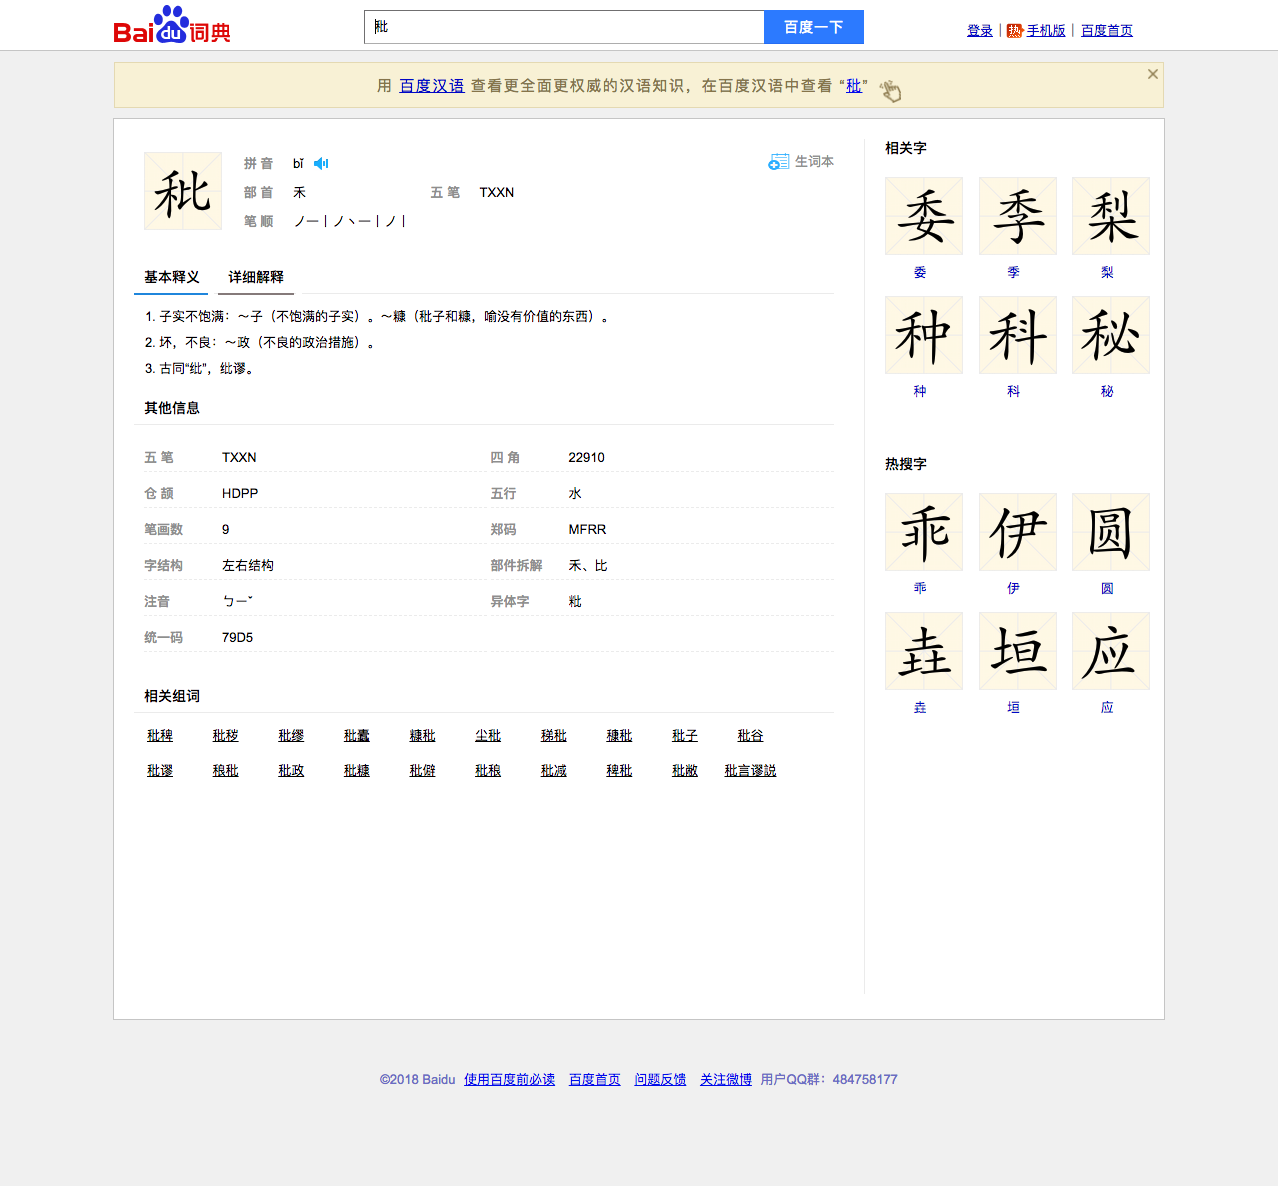 Bai du 词典
秕
百度一下
登录 | 热 手机版 | 百度首页
用 百度汉语 查看更全面更权威的汉语知识，在百度汉语中查看 “秕”
秕
拼 音 bǐ
生词本
部 首 禾 五 笔 TXXN
笔 顺 ノ一丨ノ丶一丨ノ丨
基本释义 详细解释
1. 子实不饱满：～子（不饱满的子实）。～糠（秕子和糠，喻没有价值的东西）。
2. 坏，不良：～政（不良的政治措施）。
3. 古同“纰”，纰谬。
其他信息
五 笔 TXXN 四 角 22910
仓 颉 HDPP 五行 水
笔画数 9 郑码 MFRR
字结构 左右结构 部件拆解 禾、比
注音 ㄅㄧˇ 异体字 粃
统一码 79D5
相关组词
秕稗 秕秽 秕缪 秕蠹 糠秕 尘秕 稊秕 穅秕 秕子 秕谷
秕谬 稂秕 秕政 秕糠 秕僻 秕稂 秕减 稗秕 秕敝 秕言谬説
相关字
委 季 梨
委 季 梨
种 科 秘
种 科 秘
热搜字
乖 伊 圆
乖 伊 圆
垚 垣 应
垚 垣 应
©2018 Baidu 使用百度前必读 百度首页 问题反馈 关注微博 用户QQ群：484758177